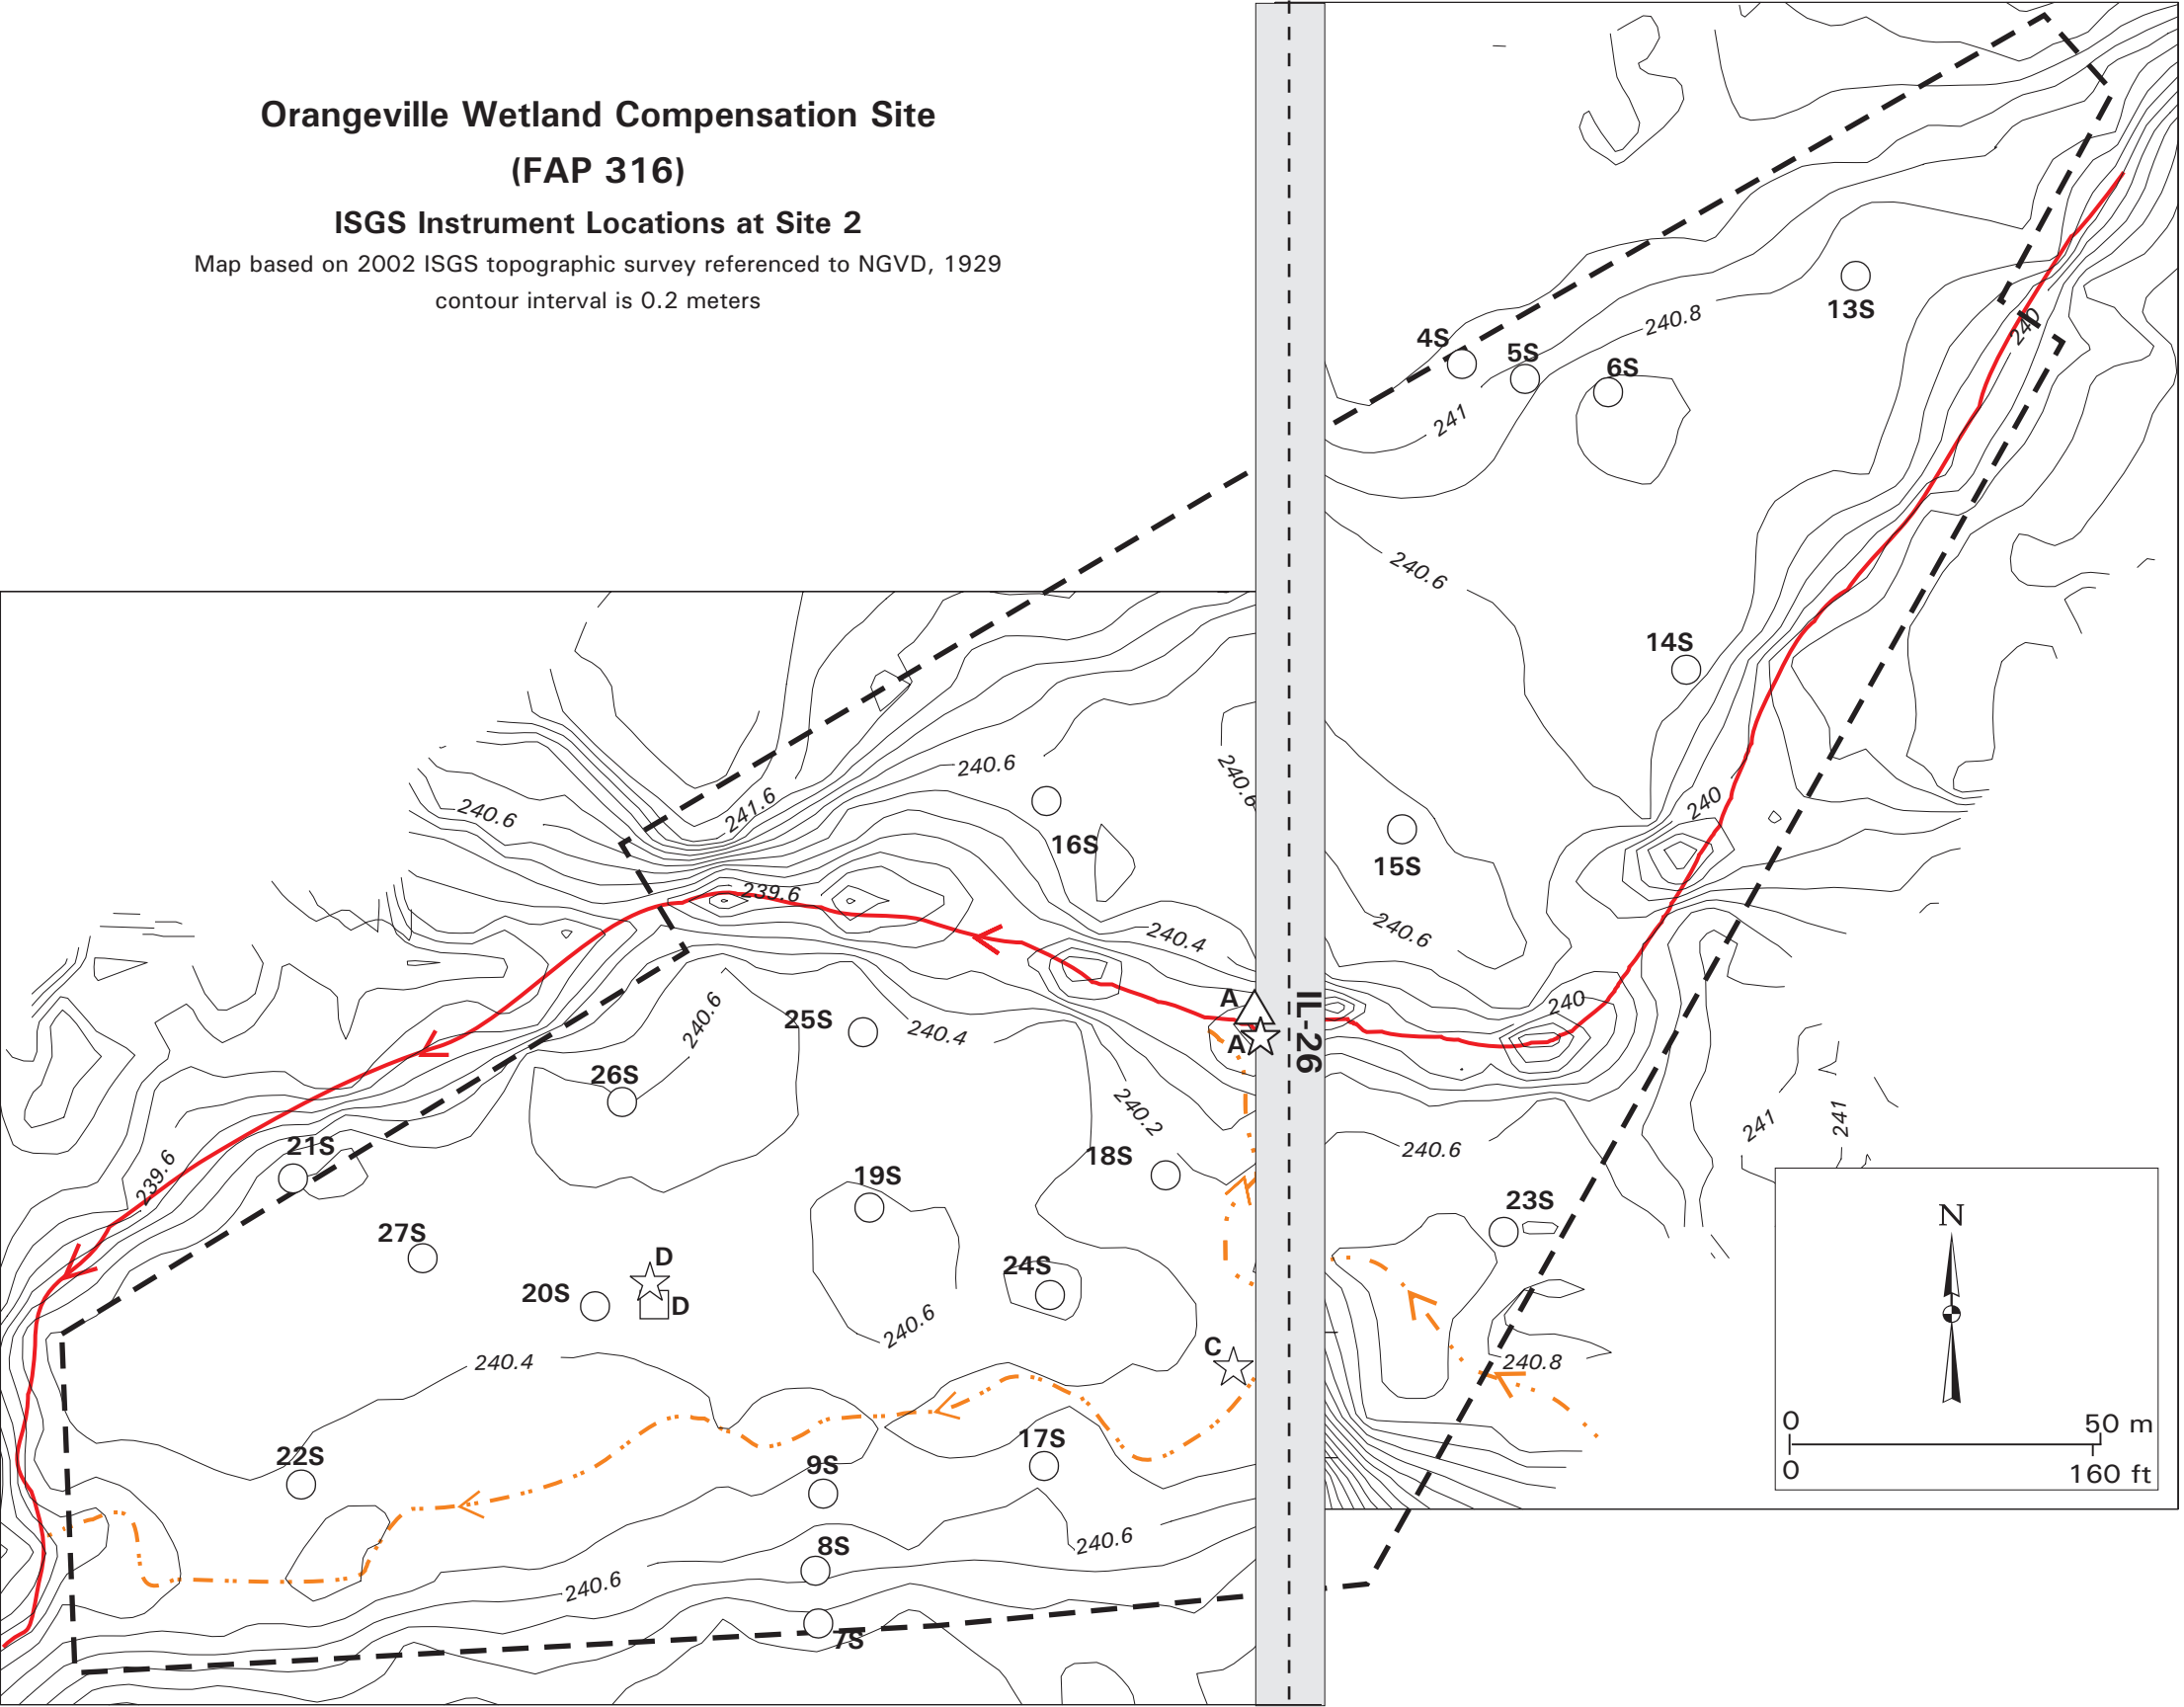 Orangeville Wetland Compensation Site
(FAP 316)
ISGS Instrument Locations at Site 2
Map based on 2002 ISGS topographic survey referenced to NGVD, 1929
contour interval is 0.2 meters
13S
240.8
240
4S
5S
6S
241
240.6
14S
240.6
240.6
241.6
240.6
240
16S
15S
239.6
240.6
240.4
A
A
IL-26
240
240.6
25S
240.4
26S
240.2
241
241
21S
239.6
18S
240.6
19S
23S
27S
D
D
20S
24S
240.6
C
240.4
240.8
22S
9S
17S
8S
240.6
240.6
7S
N
0
50 m
0
160 ft